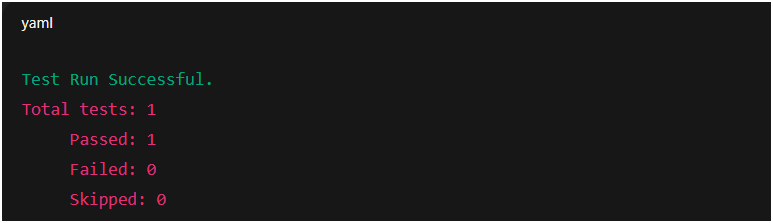 yaml
Test Run Successful.
Total tests: 1
Passed: 1
Failed: 0
Skipped: 0